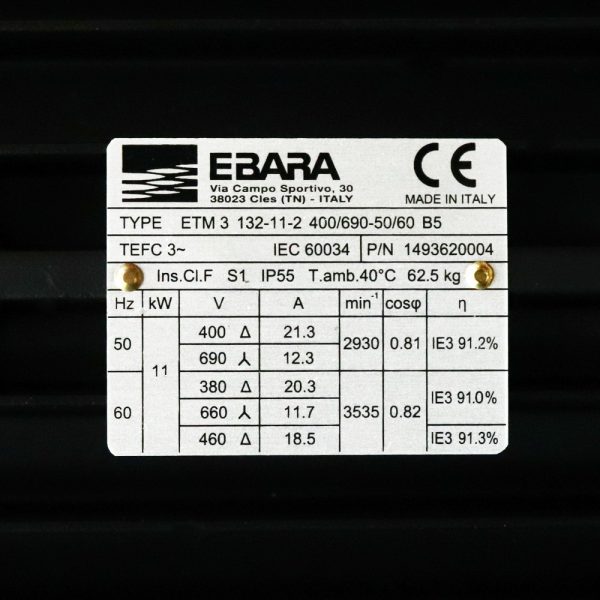 EBARA
Via Campo Sportivo, 30
38023 Cles (TN) - ITALY
CE
MADE IN ITALY
TYPE ETM 3 132-11-2 400/690-50/60 B5
TEFC 3~ IEC 60034 P/N 1493620004
Ins.Cl.F S1 IP55 T.amb.40°C 62.5 kg
Hz kW V A min⁻¹ cosφ η
50 11 400 Δ 21.3 2930 0.81 IE3 91.2%
690 ⅄ 12.3
60 380 Δ 20.3 3535 0.82 IE3 91.0%
660 ⅄ 11.7
460 Δ 18.5 IE3 91.3%